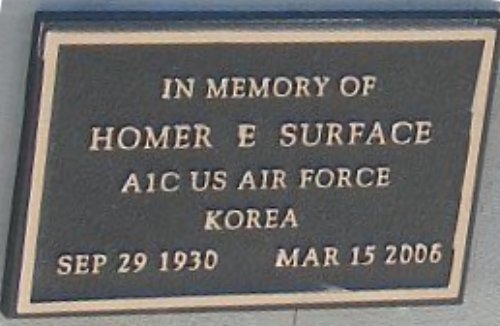 IN MEMORY OF
HOMER E SURFACE
A1C US AIR FORCE
KOREA
SEP 29 1930 MAR 15 2006